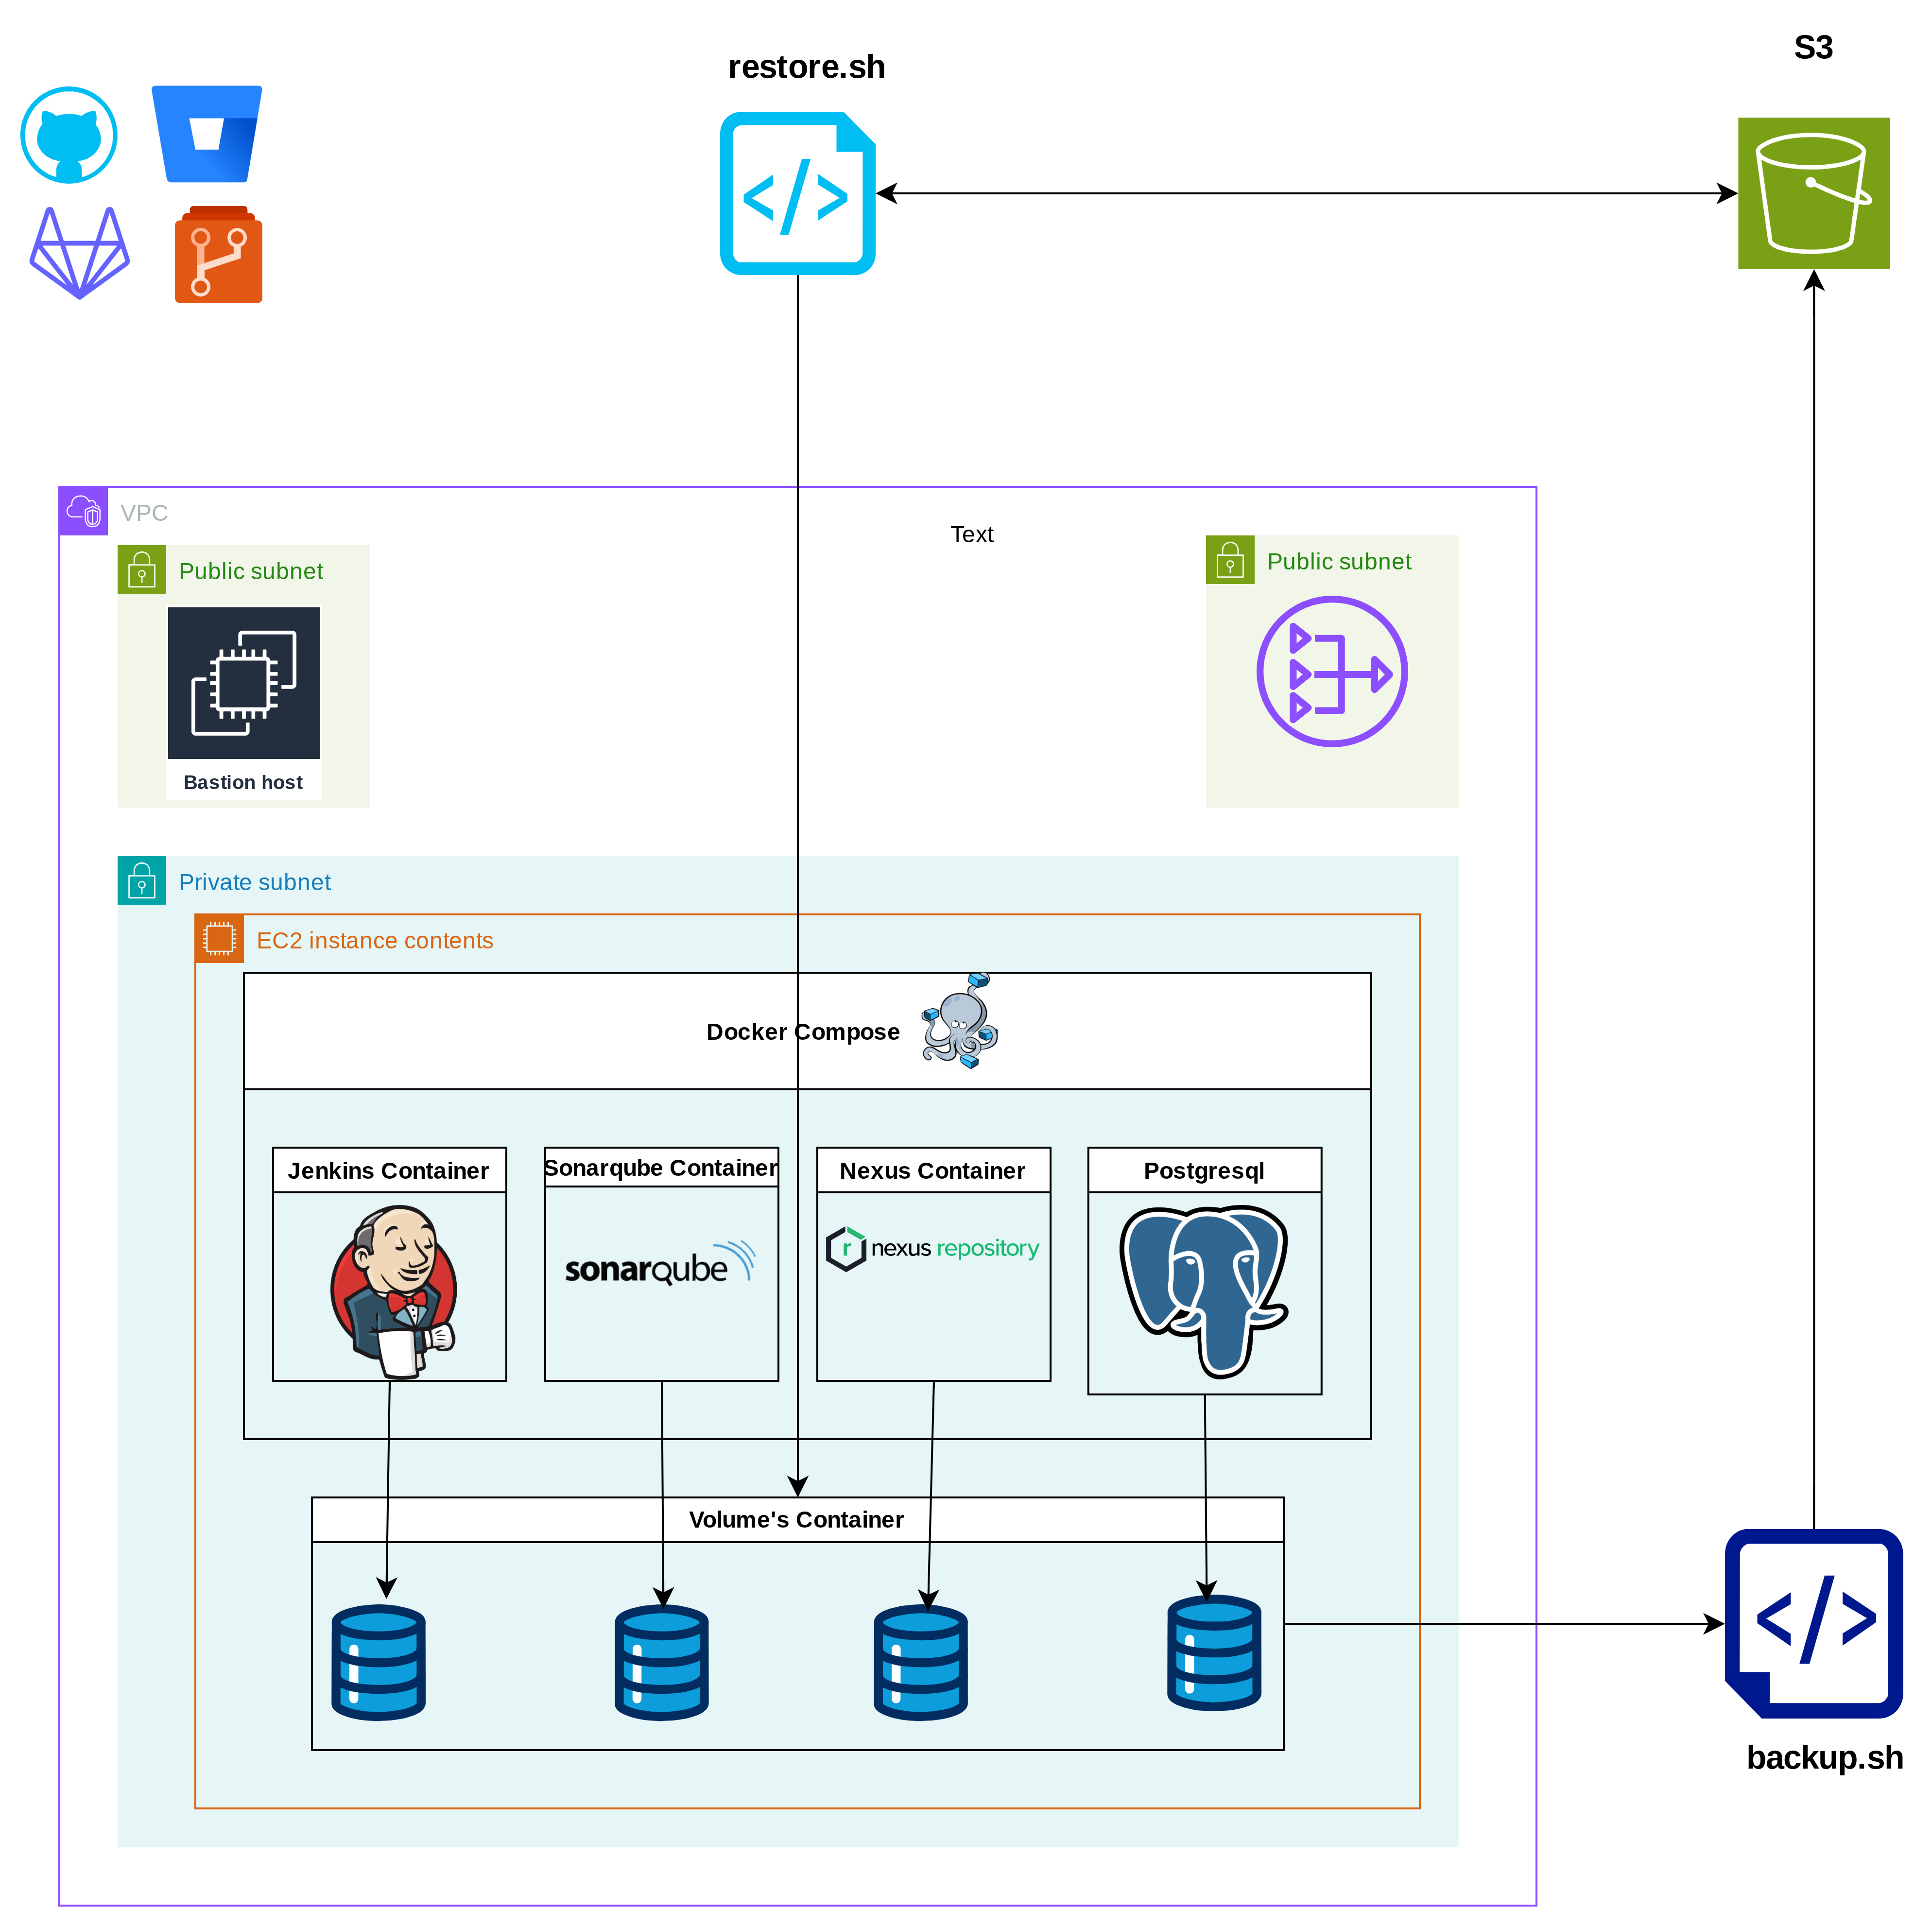 S3
restore.sh
VPC
Text
Public subnet
Public subnet
Bastion host
Private subnet
EC2 instance contents
Docker Compose
Jenkins Container
Sonarqube Container
Nexus Container
Postgresql
sonarqube
r nexus repository
Volume's Container
backup.sh